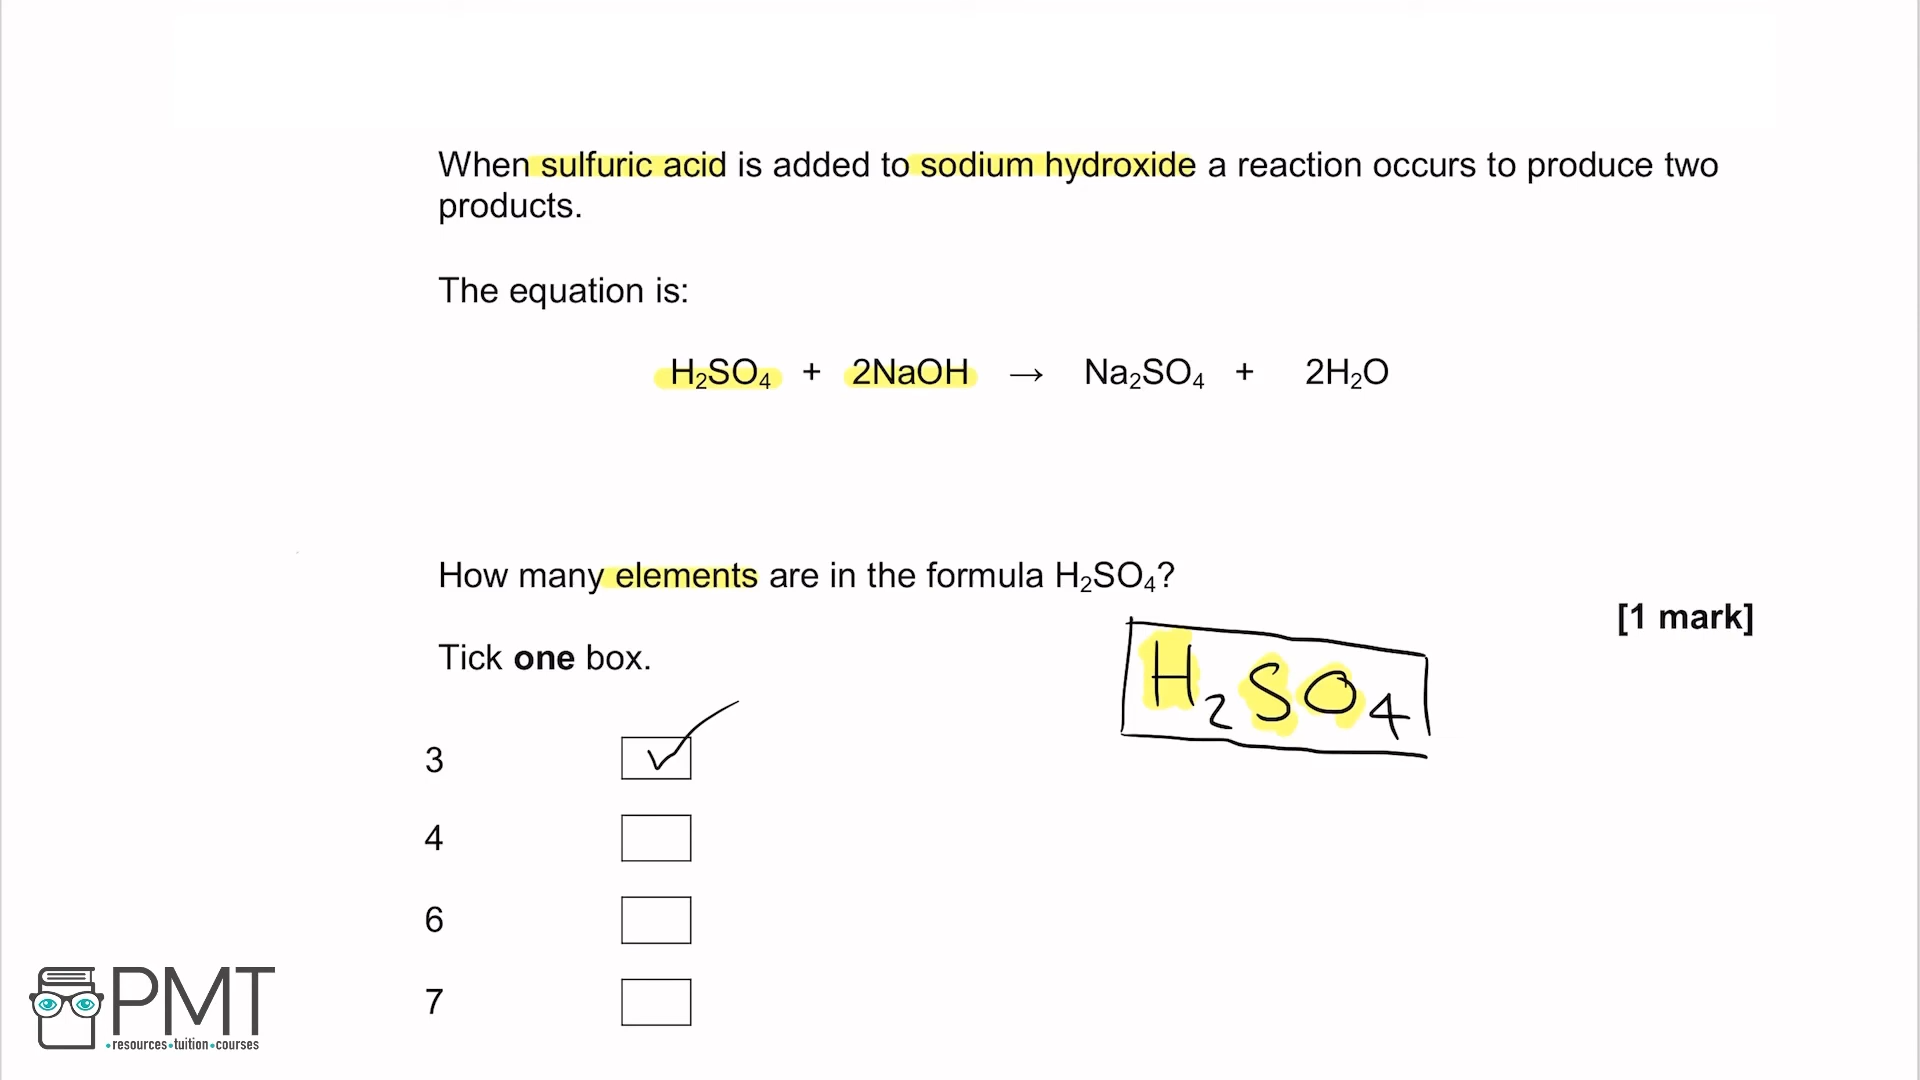 When sulfuric acid is added to sodium hydroxide a reaction occurs to produce two
products.
The equation is:
H₂SO₄ + 2NaOH → Na₂SO₄ + 2H₂O
How many elements are in the formula H₂SO₄?
[1 mark]
Tick one box.
H₂SO₄
3 ✓
4
6
7
PMT
•resources•tuition•courses